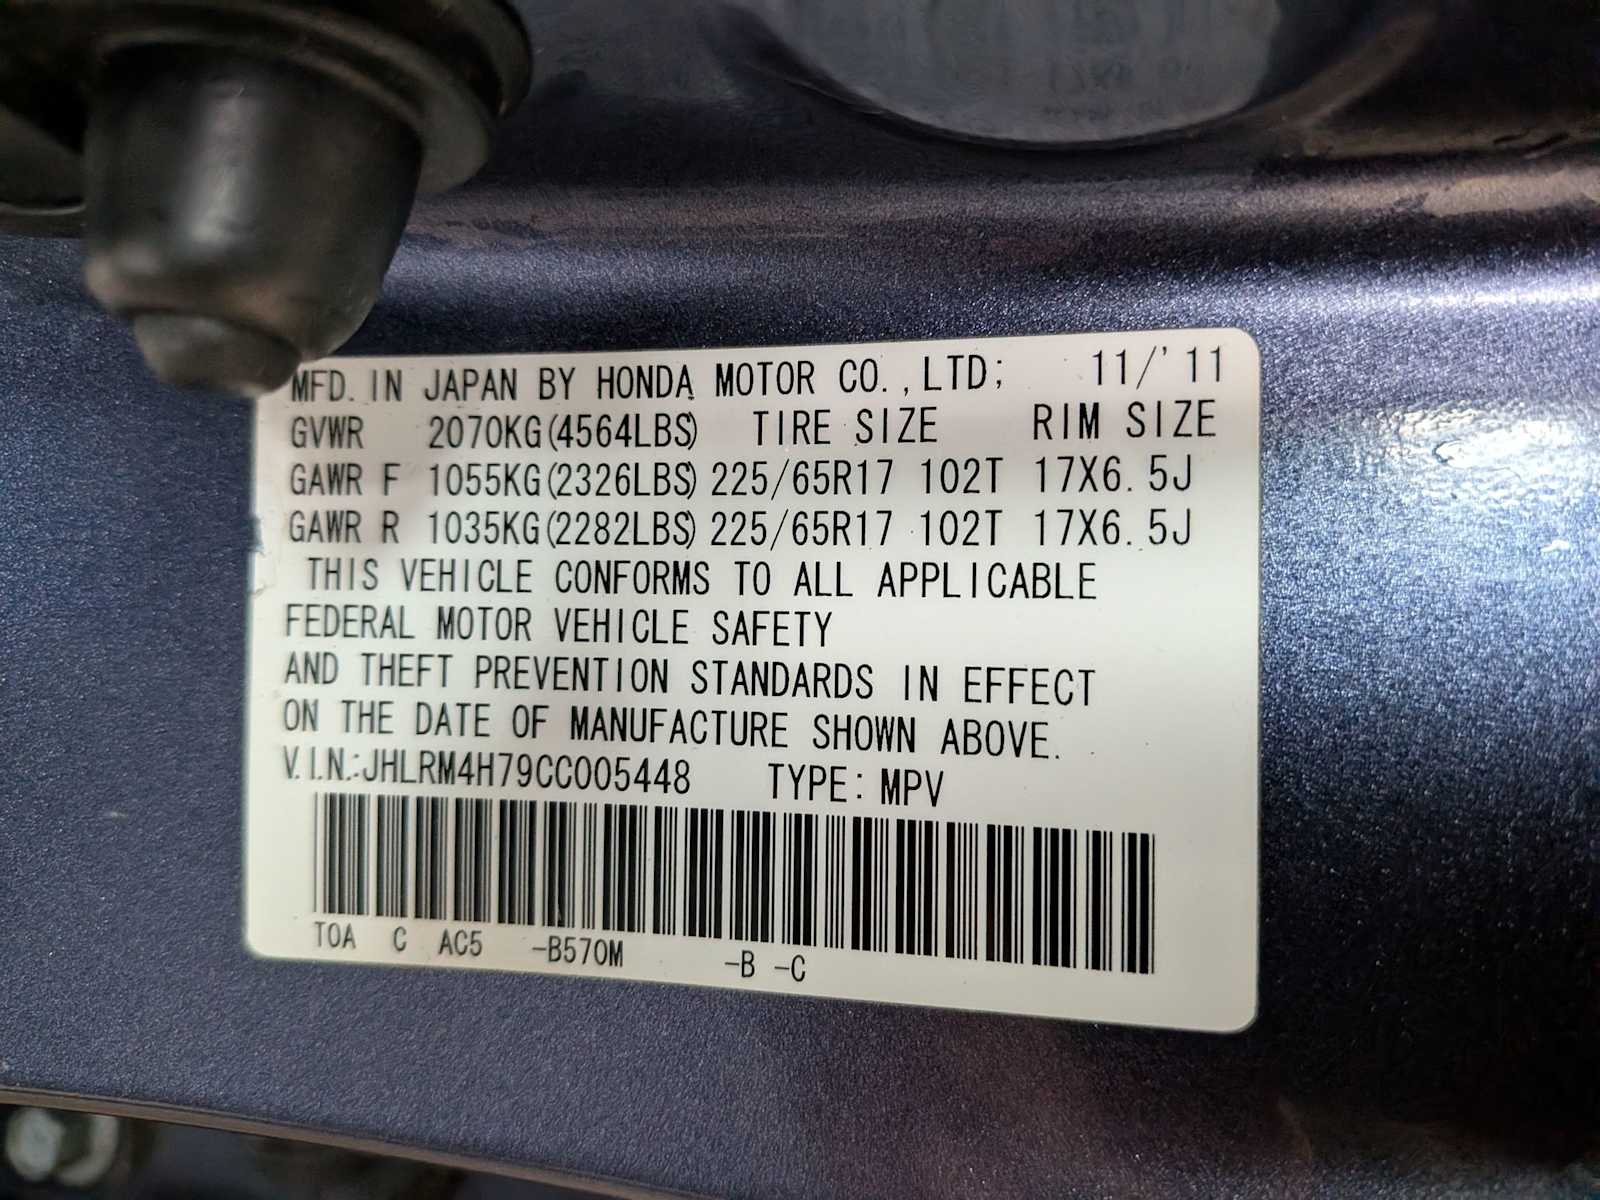 MFD. IN JAPAN BY HONDA MOTOR CO.,LTD; 11/'11
GVWR 2070KG(4564LBS) TIRE SIZE RIM SIZE
GAWR F 1055KG(2326LBS) 225/65R17 102T 17X6.5J
GAWR R 1035KG(2282LBS) 225/65R17 102T 17X6.5J
THIS VEHICLE CONFORMS TO ALL APPLICABLE
FEDERAL MOTOR VEHICLE SAFETY
AND THEFT PREVENTION STANDARDS IN EFFECT
ON THE DATE OF MANUFACTURE SHOWN ABOVE.
V.I.N.:JHLRM4H79CC005448 TYPE: MPV
TOA C AC5 -B570M -B -C